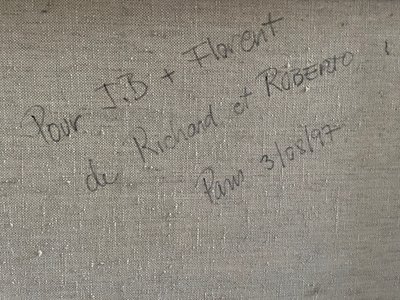 Pour J.B + Florent
de Richard et ROBERTO
Paris 3/08/97